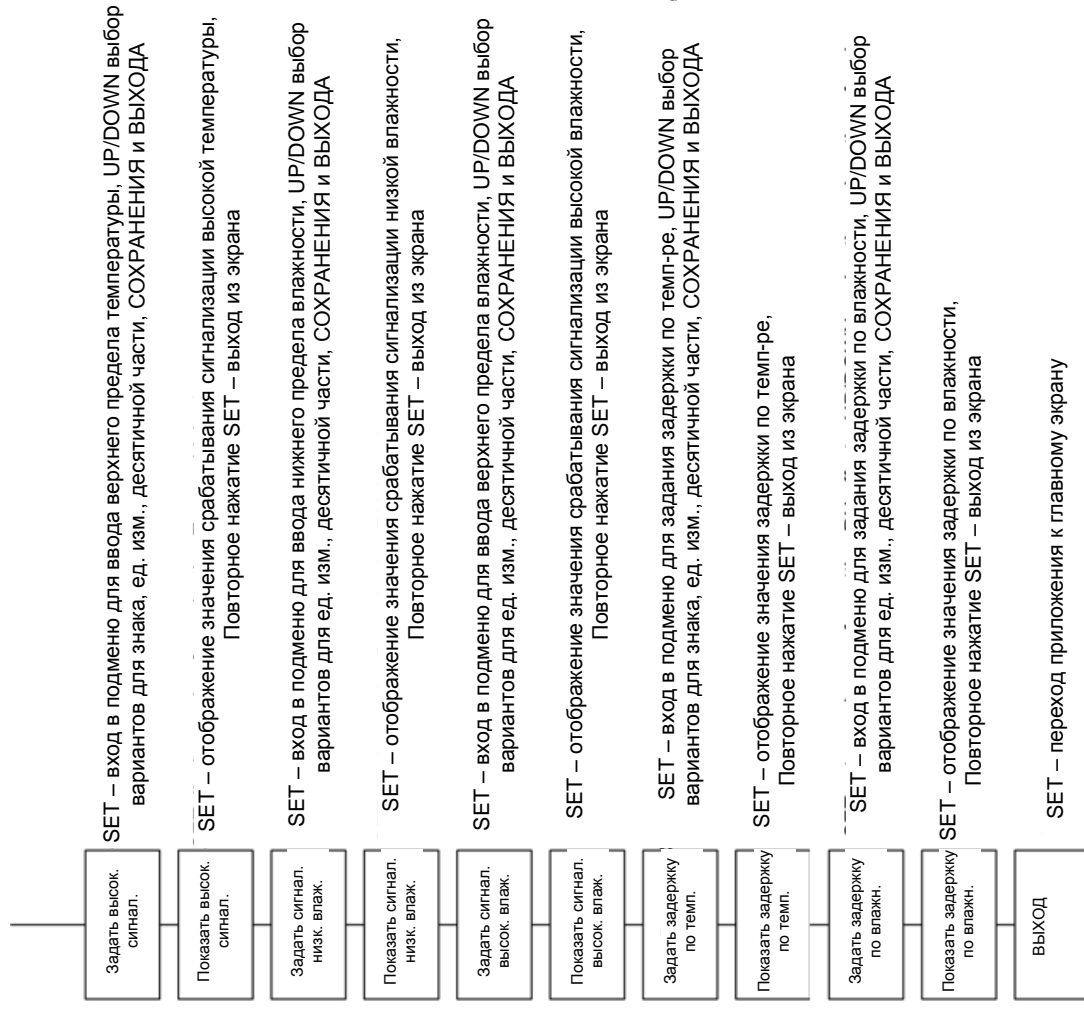 Задать высок.
сигнал.
SET – вход в подменю для ввода верхнего предела температуры, UP/DOWN выбор
вариантов для знака, ед. изм., десятичной части, СОХРАНЕНИЯ и ВЫХОДА
Показать высок.
сигнал.
SET – отображение значения срабатывания сигнализации высокой температуры,
Повторное нажатие SET – выход из экрана
Задать сигнал.
низк. влаж.
SET – вход в подменю для ввода нижнего предела влажности, UP/DOWN выбор
вариантов для ед. изм., десятичной части, СОХРАНЕНИЯ и ВЫХОДА
Показать сигнал.
низк. влаж.
SET – отображение значения срабатывания сигнализации низкой влажности,
Повторное нажатие SET – выход из экрана
Задать сигнал.
высок. влаж.
SET – вход в подменю для ввода верхнего предела влажности, UP/DOWN выбор
вариантов для ед. изм., десятичной части, СОХРАНЕНИЯ и ВЫХОДА
Показать сигнал.
высок. влаж.
SET – отображение значения срабатывания сигнализации высокой влажности,
Повторное нажатие SET – выход из экрана
Задать задержку
по темп.
SET – вход в подменю для задания задержки по темп-ре, UP/DOWN выбор
вариантов для знака, ед. изм., десятичной части, СОХРАНЕНИЯ и ВЫХОДА
Показать задержку
по темп.
SET – отображение значения задержки по темп-ре,
Повторное нажатие SET – выход из экрана
Задать задержку
по влажн.
SET – вход в подменю для задания задержки по влажности, UP/DOWN выбор
вариантов для ед. изм., десятичной части, СОХРАНЕНИЯ и ВЫХОДА
Показать задержку
по влажн.
SET – отображение значения задержки по влажности,
Повторное нажатие SET – выход из экрана
ВЫХОД
SET – переход приложения к главному экрану